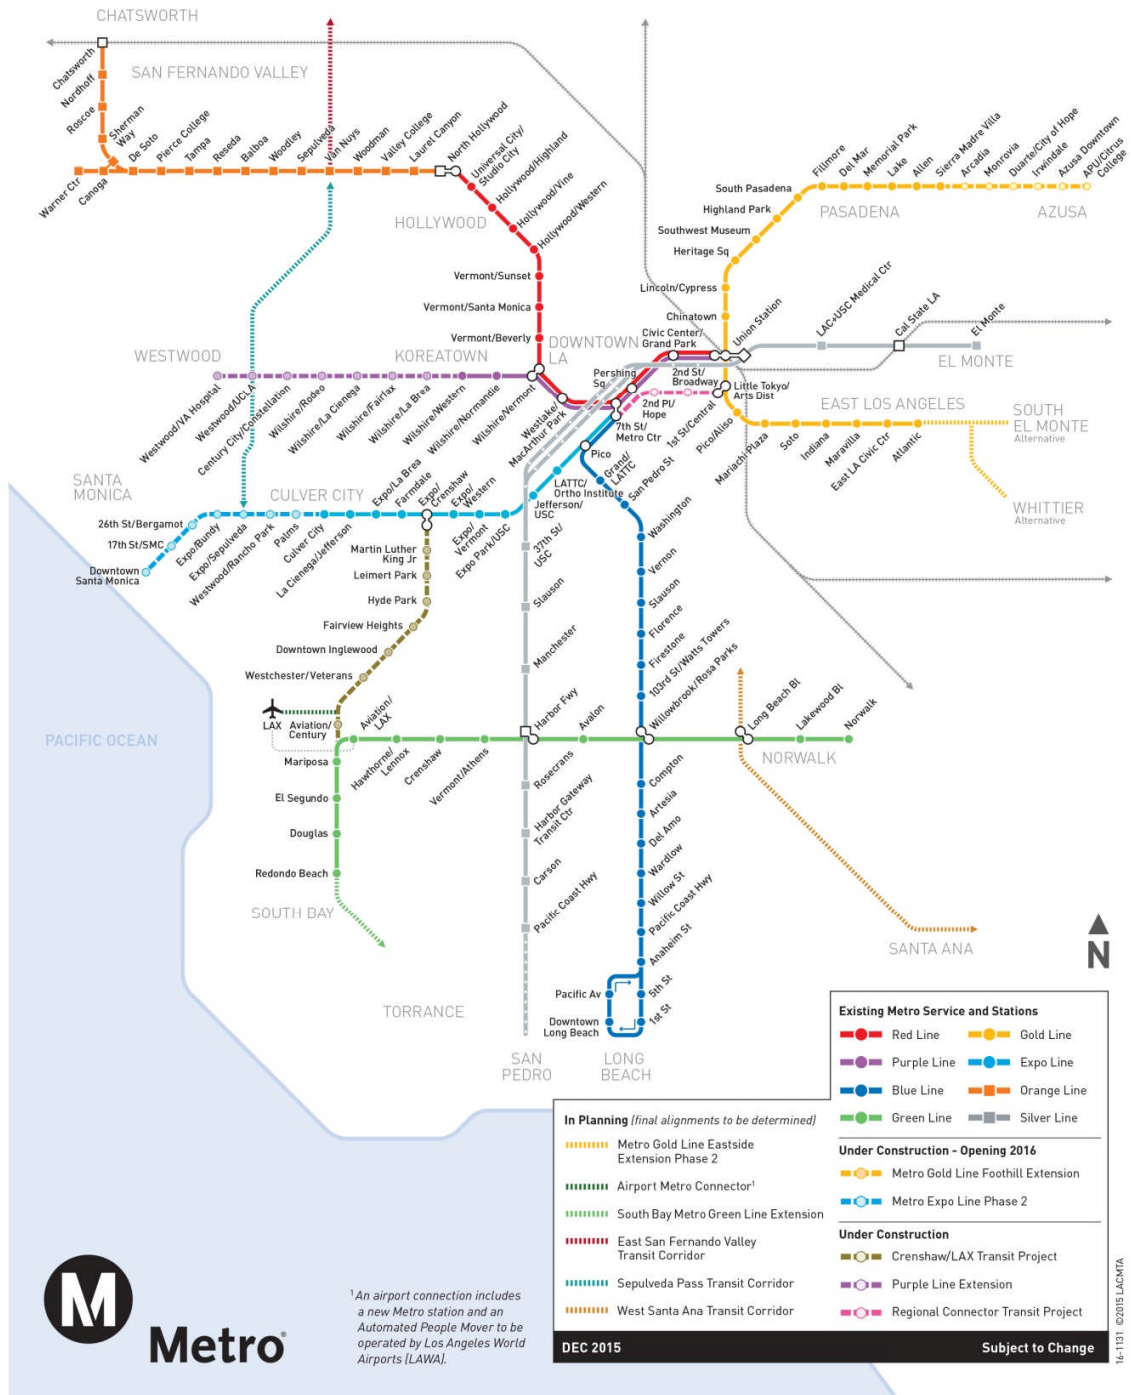 CHATSWORTH
Chatsworth
Nordhoff
Roscoe
Sherman
Way
SAN FERNANDO VALLEY
Warner Ctr
Canoga
De Soto
Pierce College
Tampa
Reseda
Balboa
Woodley
Sepulveda
Van Nuys
Woodman
Valley College
Laurel Canyon
North Hollywood
Universal City/
Studio City
Hollywood/Highland
Hollywood/Vine
Hollywood/Western
HOLLYWOOD
Vermont/Sunset
Vermont/Santa Monica
Vermont/Beverly
Fillmore
Del Mar
Memorial Park
Lake
Allen
Sierra Madre Villa
Arcadia
Monrovia
Duarte/City of Hope
Irwindale
Azusa Downtown
APU/Citrus
College
South Pasadena
Highland Park
Southwest Museum
Heritage Sq
Lincoln/Cypress
Chinatown
PASADENA
AZUSA
Civic Center/
Grand Park
Union Station
LAC+USC Medical Ctr
Cal State LA
El Monte
EL MONTE
DOWNTOWN
LA
Pershing
Sq
2nd St/
Broadway
Little Tokyo/
Arts Dist
WESTWOOD
KOREATOWN
Westwood/VA Hospital
Westwood/UCLA
Century City/Constellation
Wilshire/Rodeo
Wilshire/La Cienega
Wilshire/Fairfax
Wilshire/La Brea
Wilshire/Western
Wilshire/Normandie
Wilshire/Vermont
Westlake/
MacArthur Park
2nd Pl/
Hope
7th St/
Metro Ctr
1st St/Central
Pico/Aliso
Mariachi Plaza
Soto
Indiana
Maravilla
East LA Civic Ctr
Atlantic
EAST LOS ANGELES
SOUTH
EL MONTE
Alternative
WHITTIER
Alternative
Pico
Grand/
LATTC
San Pedro St
Washington
Vernon
Slauson
Florence
Firestone
103rd St/Watts Towers
Willowbrook/Rosa Parks
LATTC/
Ortho Institute
Jefferson/
USC
SANTA
MONICA
CULVER CITY
26th St/Bergamot
17th St/SMC
Downtown
Santa Monica
Expo/Bundy
Expo/Sepulveda
Westwood/Rancho Park
Palms
Culver City
La Cienega/Jefferson
Expo/La Brea
Farmdale
Expo/
Crenshaw
Expo/
Western
Expo/
Vermont
Expo Park/USC
37th St/
USC
Slauson
Manchester
Martin Luther
King Jr
Leimert Park
Hyde Park
Fairview Heights
Downtown Inglewood
Westchester/Veterans
LAX
Aviation/
Century
Aviation/
LAX
Hawthorne/
Lennox
Crenshaw
Vermont/Athens
Harbor Fwy
Avalon
Long Beach Bl
Lakewood Bl
Norwalk
NORWALK
PACIFIC OCEAN
Mariposa
El Segundo
Douglas
Redondo Beach
SOUTH BAY
TORRANCE
Rosecrans
Harbor Gateway
Transit Ctr
Carson
Pacific Coast Hwy
Compton
Artesia
Del Amo
Wardlow
Willow St
Pacific Coast Hwy
Anaheim St
5th St
1st St
Pacific Av
Downtown
Long Beach
SAN
PEDRO
LONG
BEACH
SANTA ANA
N
Existing Metro Service and Stations
Red Line
Gold Line
Purple Line
Expo Line
Blue Line
Orange Line
Green Line
Silver Line
Under Construction - Opening 2016
Metro Gold Line Foothill Extension
Metro Expo Line Phase 2
Under Construction
Crenshaw/LAX Transit Project
Purple Line Extension
Regional Connector Transit Project
In Planning (final alignments to be determined)
Metro Gold Line Eastside
Extension Phase 2
Airport Metro Connector¹
South Bay Metro Green Line Extension
East San Fernando Valley
Transit Corridor
Sepulveda Pass Transit Corridor
West Santa Ana Transit Corridor
DEC 2015
Subject to Change
16-1131 ©2015 LACMTA
¹ An airport connection includes
a new Metro station and an
Automated People Mover to be
operated by Los Angeles World
Airports (LAWA).
M
Metro®